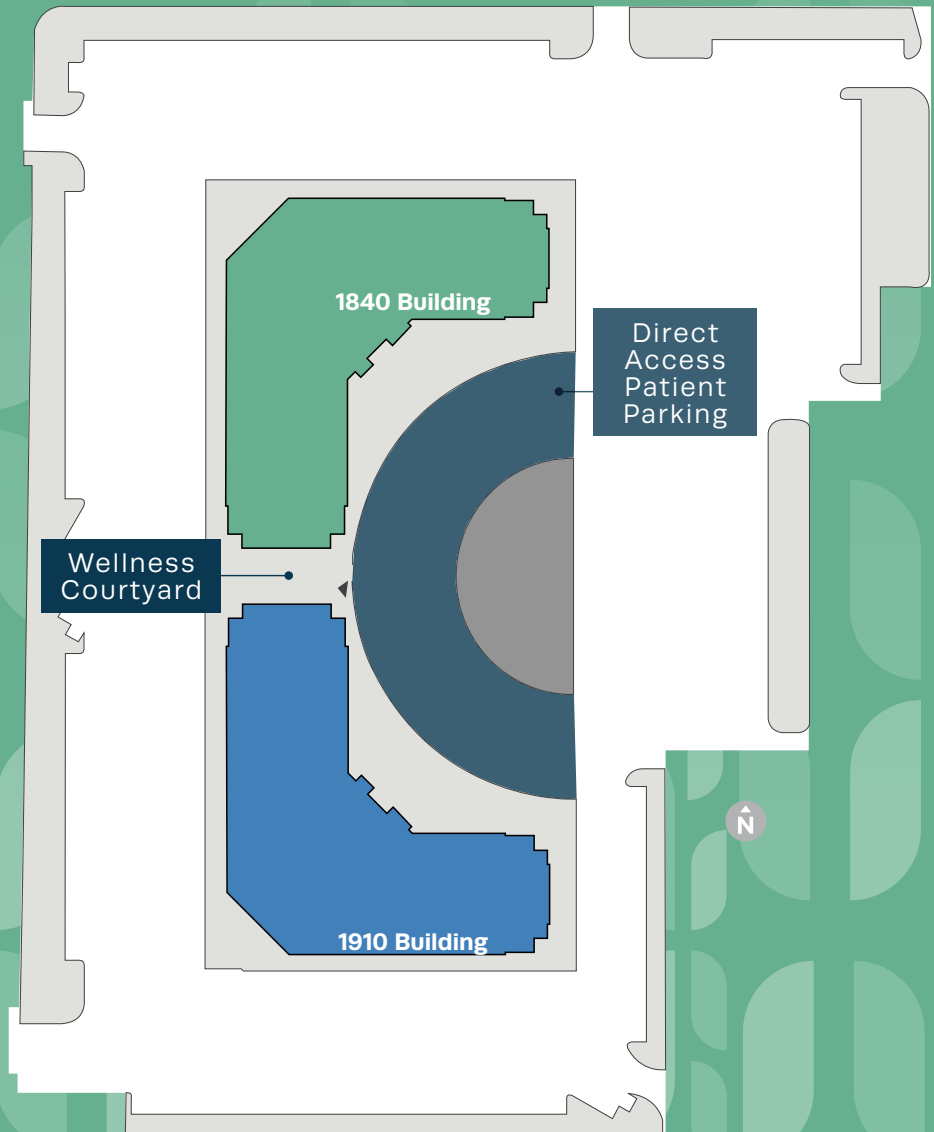 1840 Building
Direct
Access
Patient
Parking
Wellness
Courtyard
N
1910 Building